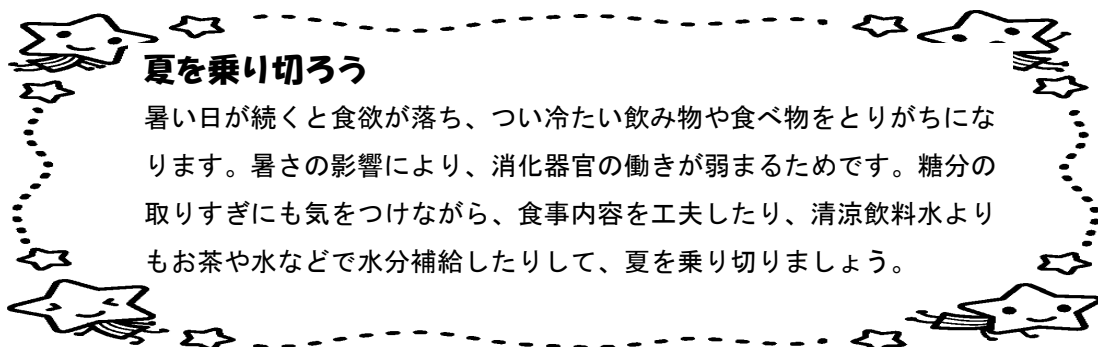 夏を乗り切ろう
暑い日が続くと食欲が落ち、つい冷たい飲み物や食べ物をとりがちにな
ります。暑さの影響により、消化器官の働きが弱まるためです。糖分の
取りすぎにも気をつけながら、食事内容を工夫したり、清涼飲料水より
もお茶や水などで水分補給したりして、夏を乗り切りましょう。